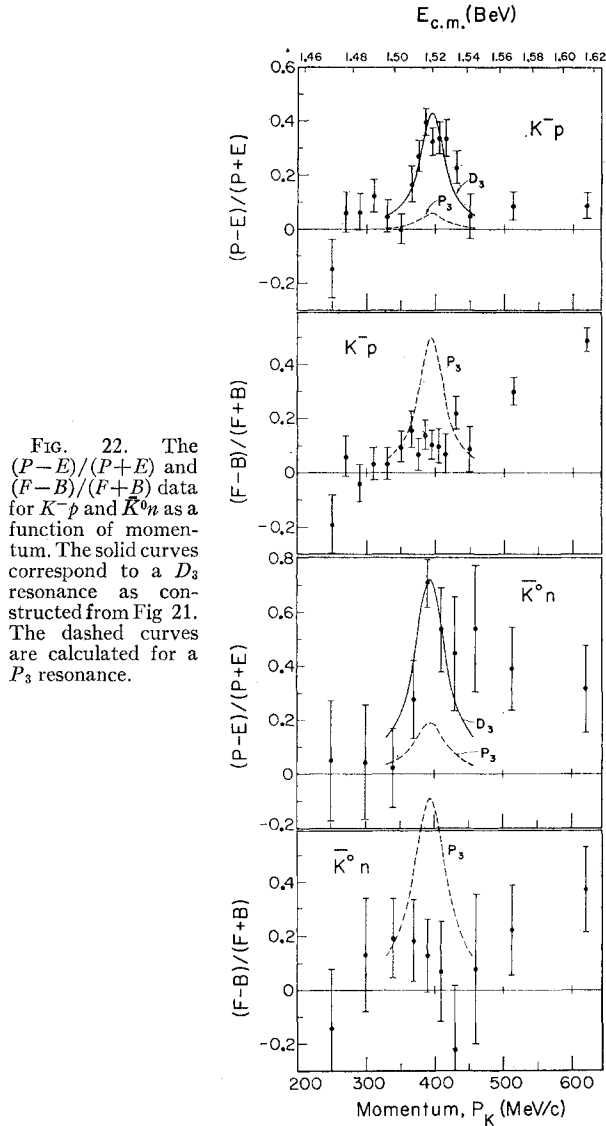 E c.m. (BeV)
1.46 1.48 1.50 1.52 1.54 1.56 1.58 1.60 1.62
0.6
0.4
0.2
0
-0.2
(P-E)/(P+E)
K⁻p
D₃
P₃
0.4
0.2
0
-0.2
(F-B)/(F+B)
K⁻p
P₃
0.8
0.6
0.4
0.2
0
-0.2
(P-E)/(P+E)
K̄°n
D₃
P₃
0.4
0.2
0
-0.2
(F-B)/(F+B)
K̄°n
P₃
200 300 400 500 600
Momentum, P_K (MeV/c)
FIG. 22. The
(P−E)/(P+E) and
(F−B)/(F+B) data
for K⁻p and K̄⁰n as a
function of momen-
tum. The solid curves
correspond to a D₃
resonance as con-
structed from Fig 21.
The dashed curves
are calculated for a
P₃ resonance.